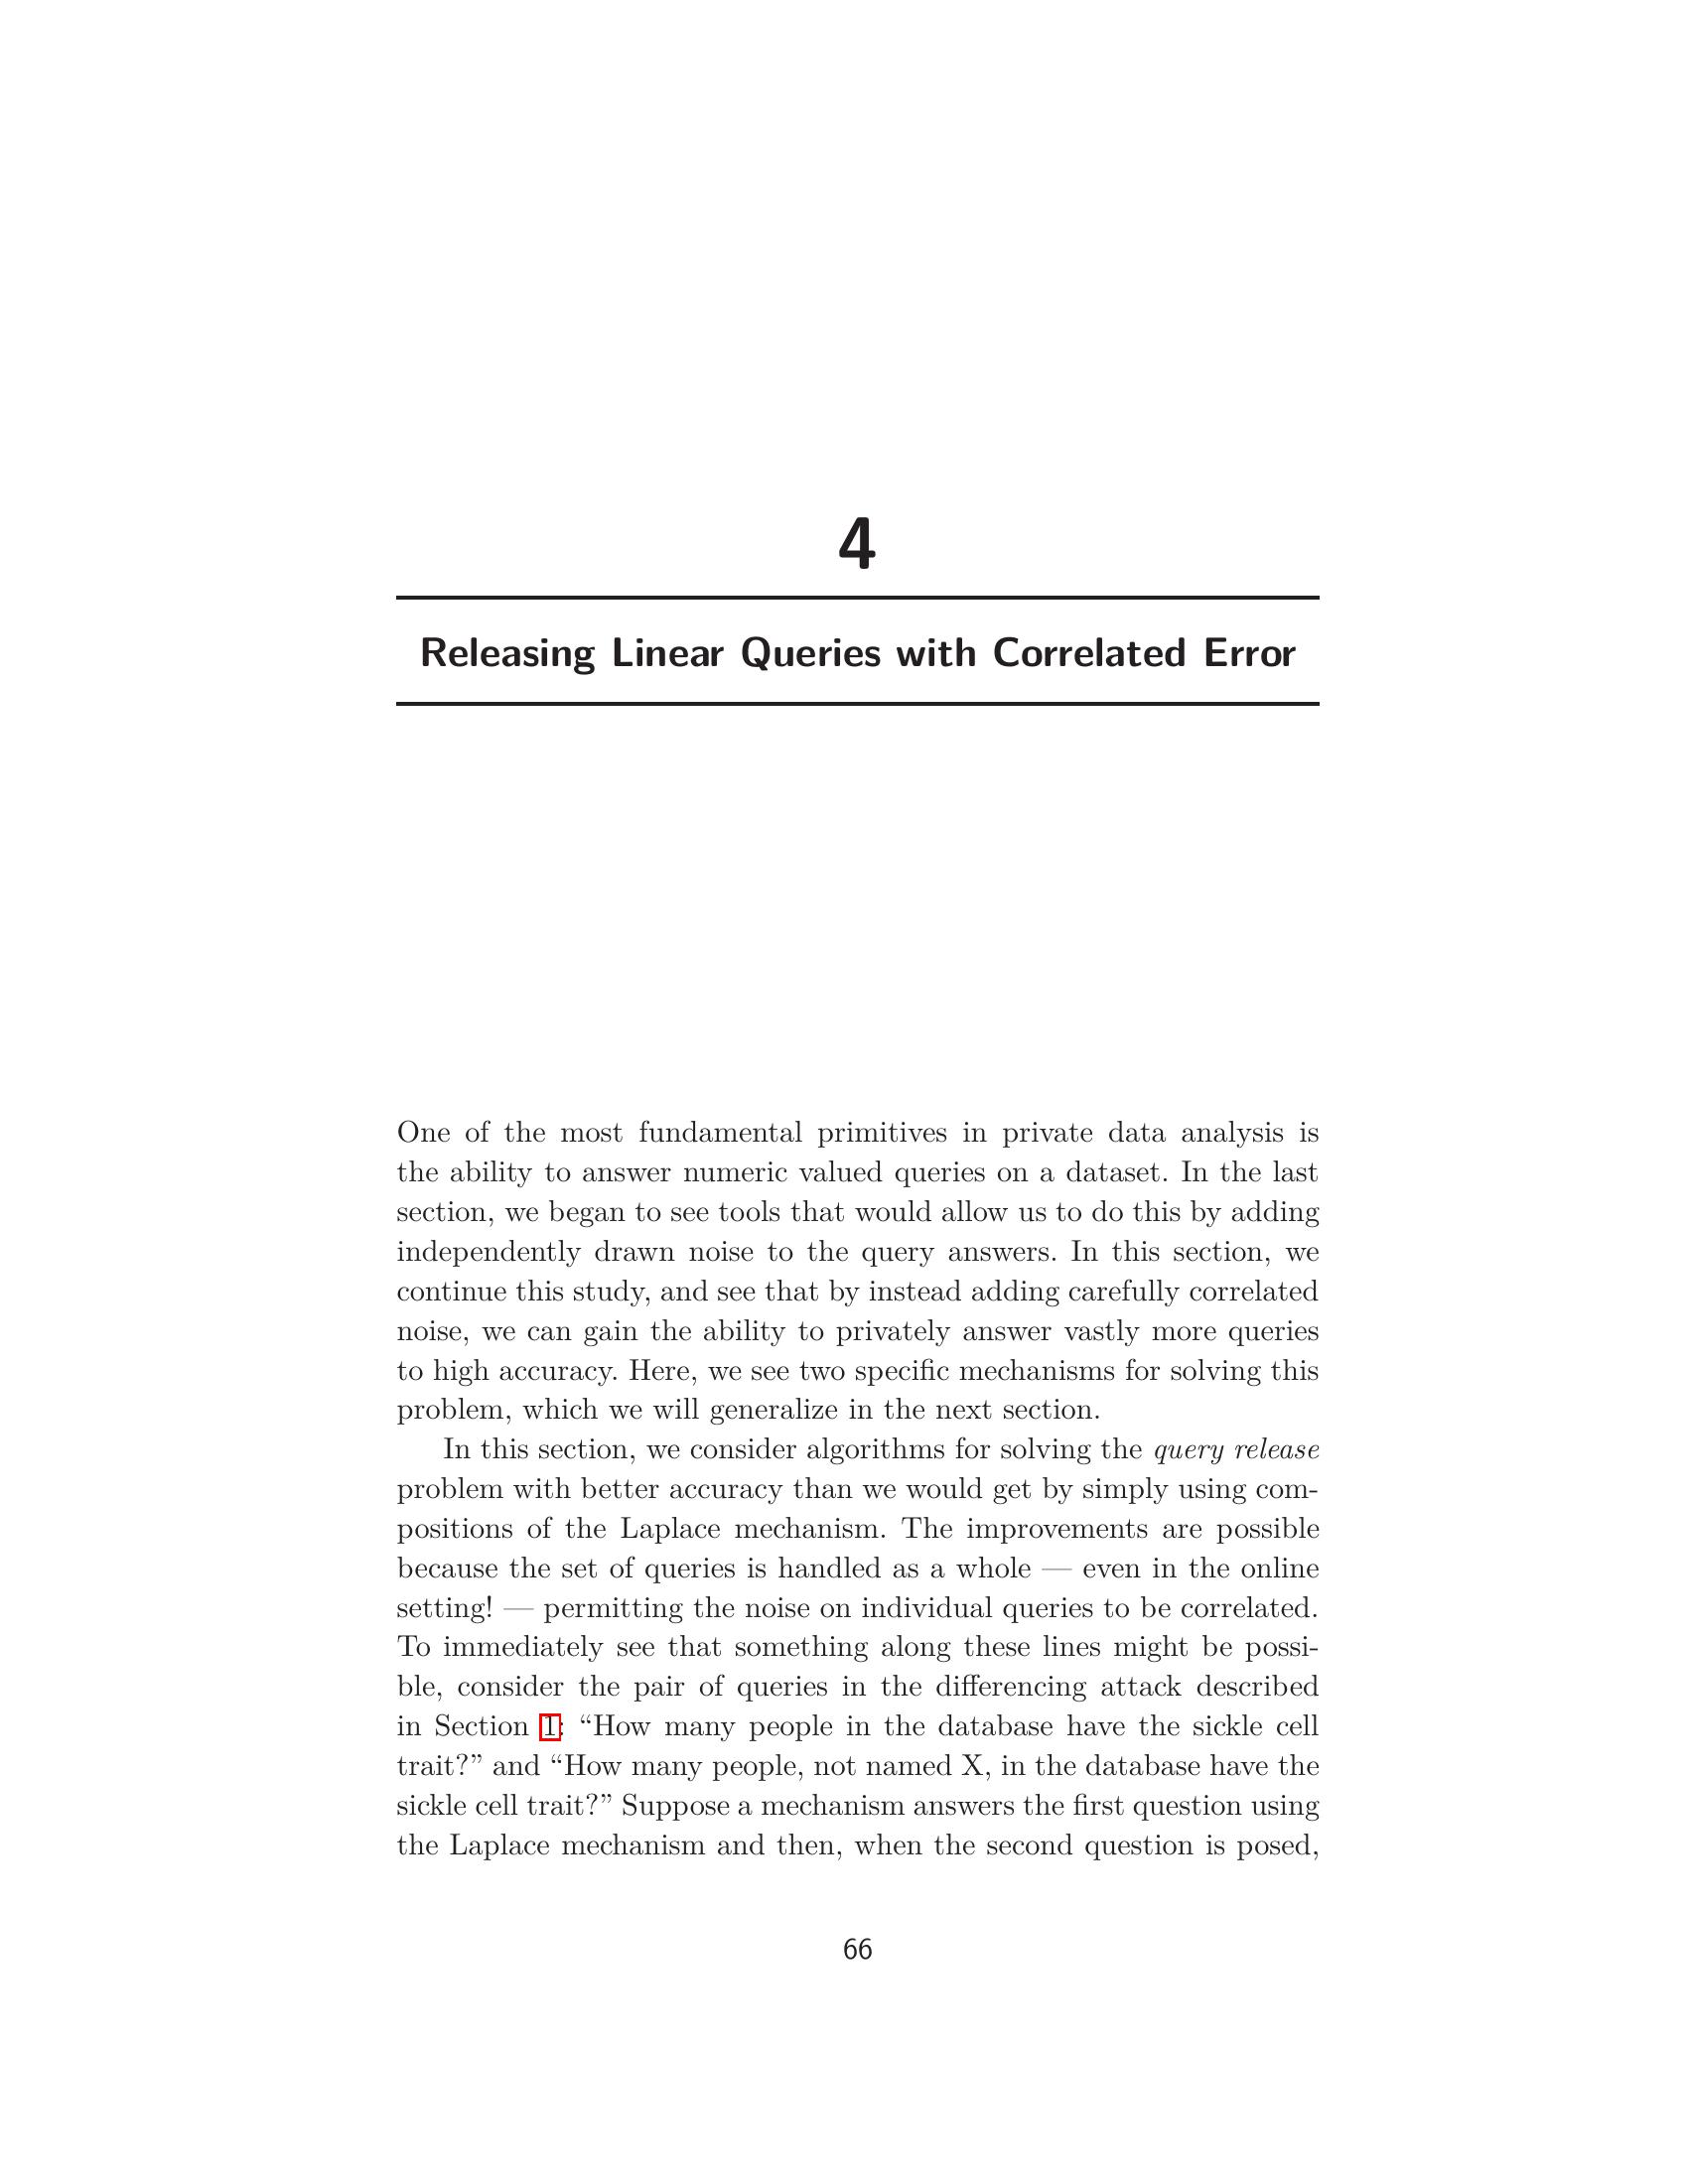 4
Releasing Linear Queries with Correlated Error
One of the most fundamental primitives in private data analysis is
the ability to answer numeric valued queries on a dataset. In the last
section, we began to see tools that would allow us to do this by adding
independently drawn noise to the query answers. In this section, we
continue this study, and see that by instead adding carefully correlated
noise, we can gain the ability to privately answer vastly more queries
to high accuracy. Here, we see two specific mechanisms for solving this
problem, which we will generalize in the next section.
In this section, we consider algorithms for solving the query release
problem with better accuracy than we would get by simply using com-
positions of the Laplace mechanism. The improvements are possible
because the set of queries is handled as a whole — even in the online
setting! — permitting the noise on individual queries to be correlated.
To immediately see that something along these lines might be possi-
ble, consider the pair of queries in the differencing attack described
in Section 1: “How many people in the database have the sickle cell
trait?” and “How many people, not named X, in the database have the
sickle cell trait?” Suppose a mechanism answers the first question using
the Laplace mechanism and then, when the second question is posed,
66